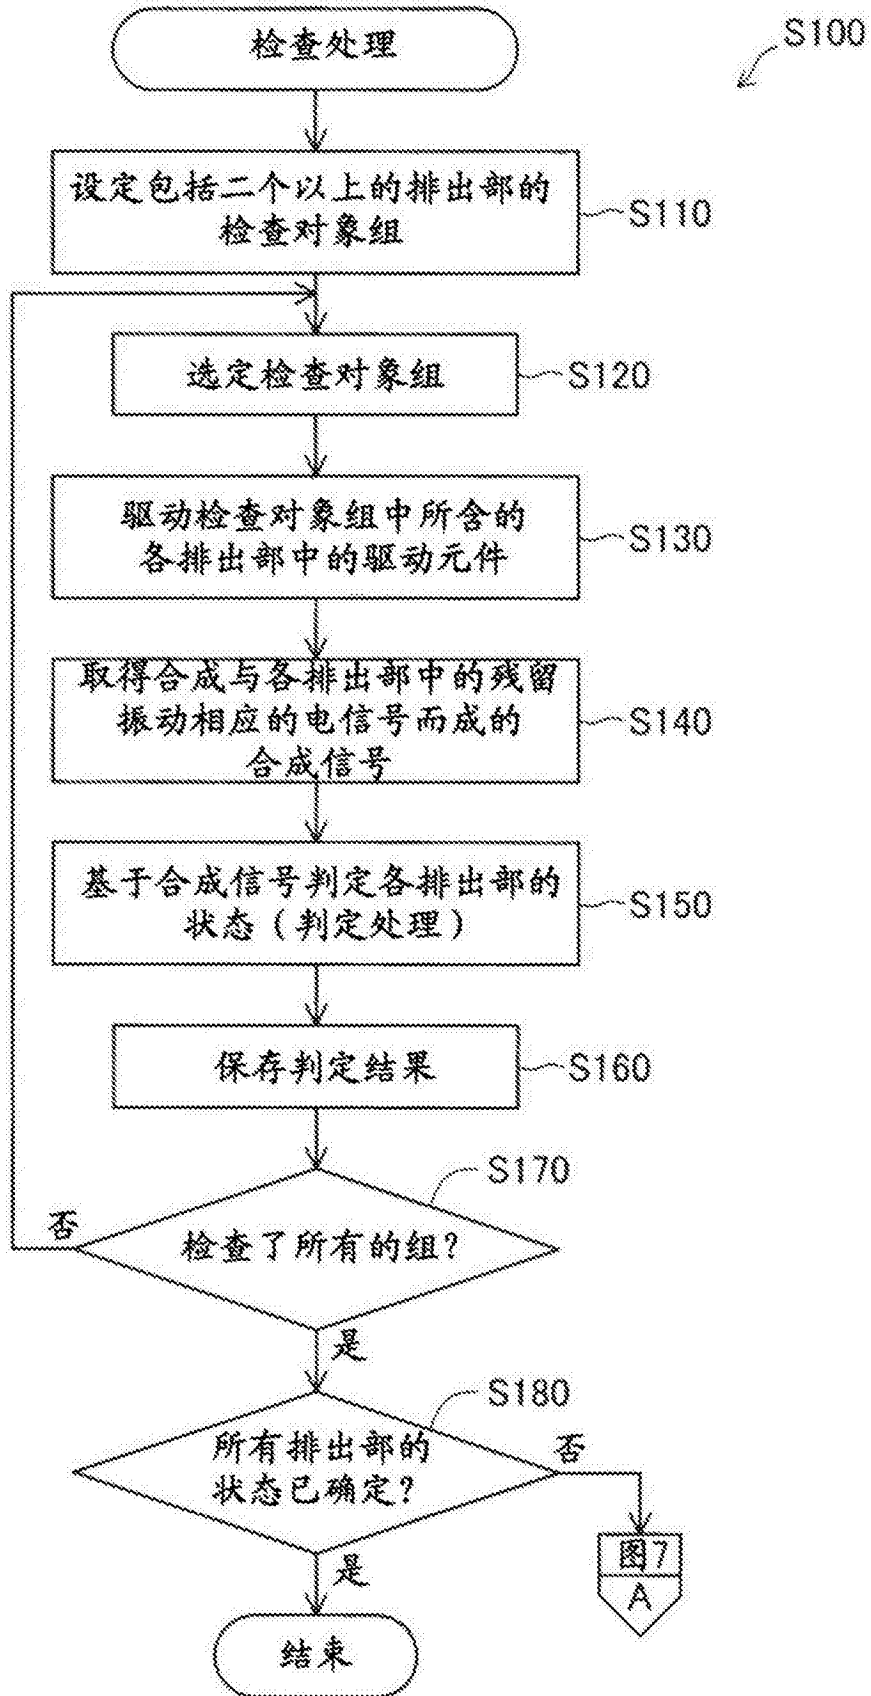 检查处理
S100
设定包括二个以上的排出部的
检查对象组
S110
选定检查对象组
S120
驱动检查对象组中所含的
各排出部中的驱动元件
S130
取得合成与各排出部中的残留
振动相应的电信号而成的
合成信号
S140
基于合成信号判定各排出部的
状态(判定处理)
S150
保存判定结果
S160
S170
否
检查了所有的组?
是
S180
所有排出部的
状态已确定?
否
图7
A
是
结束